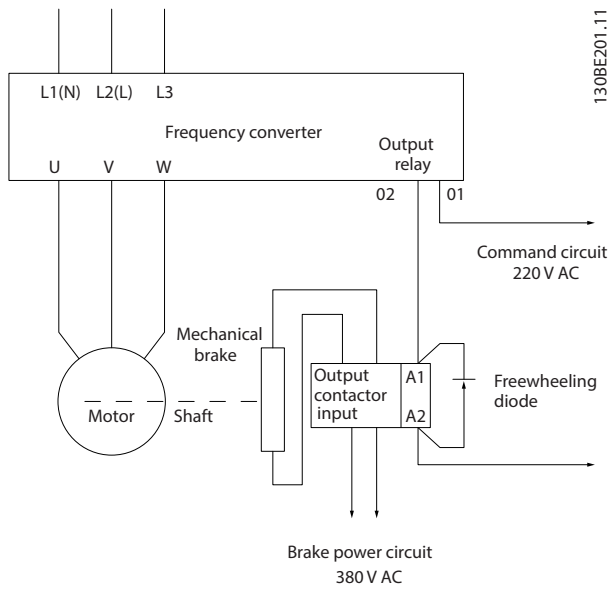 130BE201.11
L1(N) L2(L) L3
Frequency converter
Output
relay
U V W
02 01
Command circuit
220 V AC
Mechanical
brake
Output
contactor
input
A1
A2
Freewheeling
diode
Motor
Shaft
Brake power circuit
380 V AC